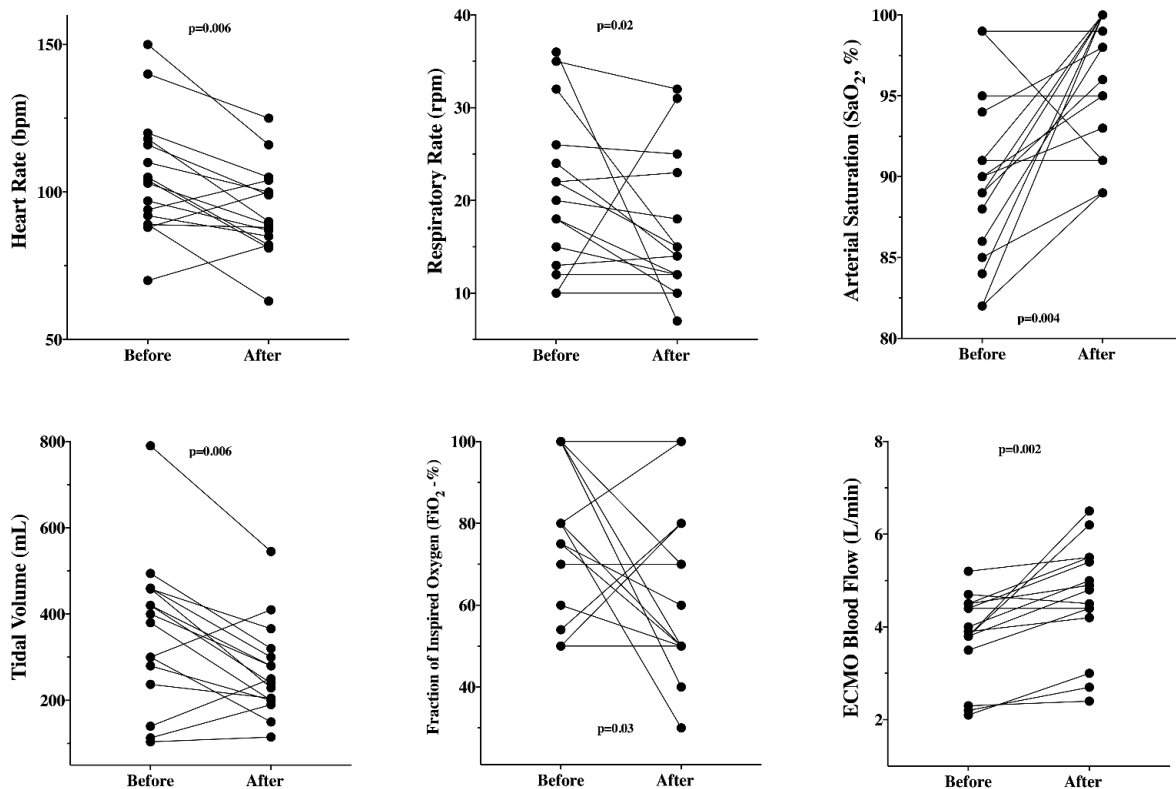 p=0.006
Heart Rate (bpm)
150
100
50
Before After
p=0.02
Respiratory Rate (rpm)
40
30
20
10
Before After
Arterial Saturation (SaO₂, %)
100
95
90
85
80
p=0.004
Before After
p=0.006
Tidal Volume (mL)
800
600
400
200
Before After
Fraction of Inspired Oxygen (FiO₂ -%)
100
80
60
40
p=0.03
Before After
p=0.002
ECMO Blood Flow (L/min)
8
6
4
2
Before After